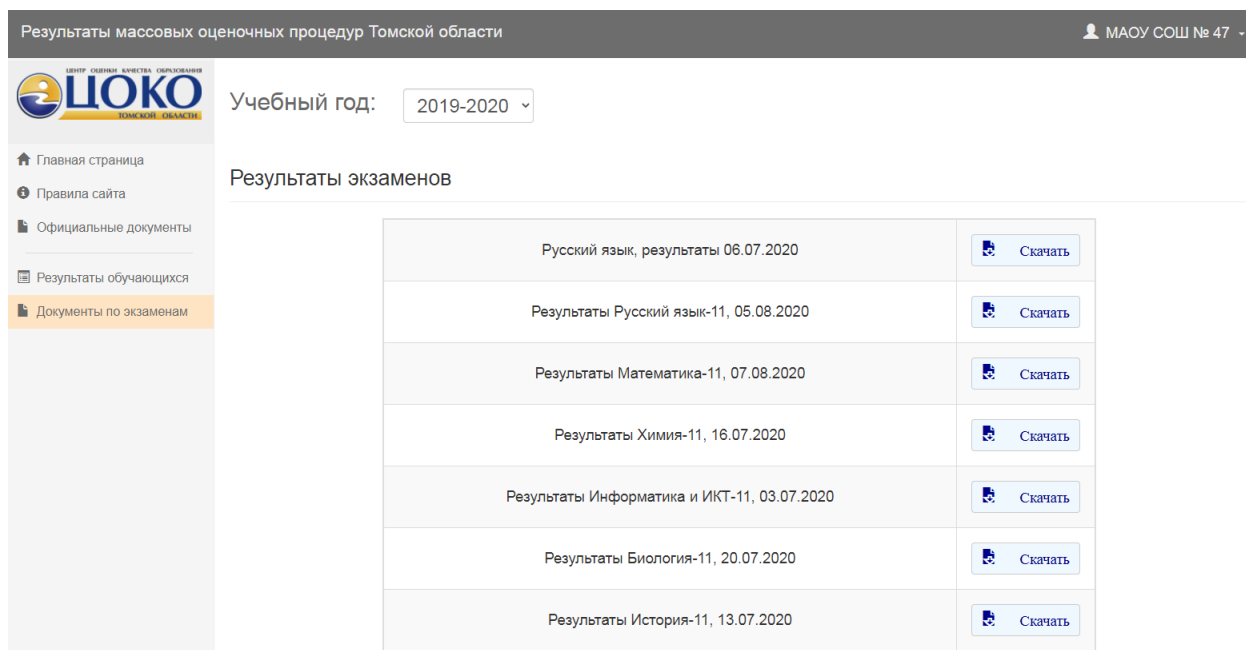 Результаты массовых оценочных процедур Томской области
МАОУ СОШ № 47
ЦЕНТР ОЦЕНКИ КАЧЕСТВА ОБРАЗОВАНИЯ
ЦОКО
ТОМСКОЙ ОБЛАСТИ
Учебный год: 2019-2020
Главная страница
Правила сайта
Официальные документы
Результаты обучающихся
Документы по экзаменам
Результаты экзаменов
Русский язык, результаты 06.07.2020 Скачать
Результаты Русский язык-11, 05.08.2020 Скачать
Результаты Математика-11, 07.08.2020 Скачать
Результаты Химия-11, 16.07.2020 Скачать
Результаты Информатика и ИКТ-11, 03.07.2020 Скачать
Результаты Биология-11, 20.07.2020 Скачать
Результаты История-11, 13.07.2020 Скачать